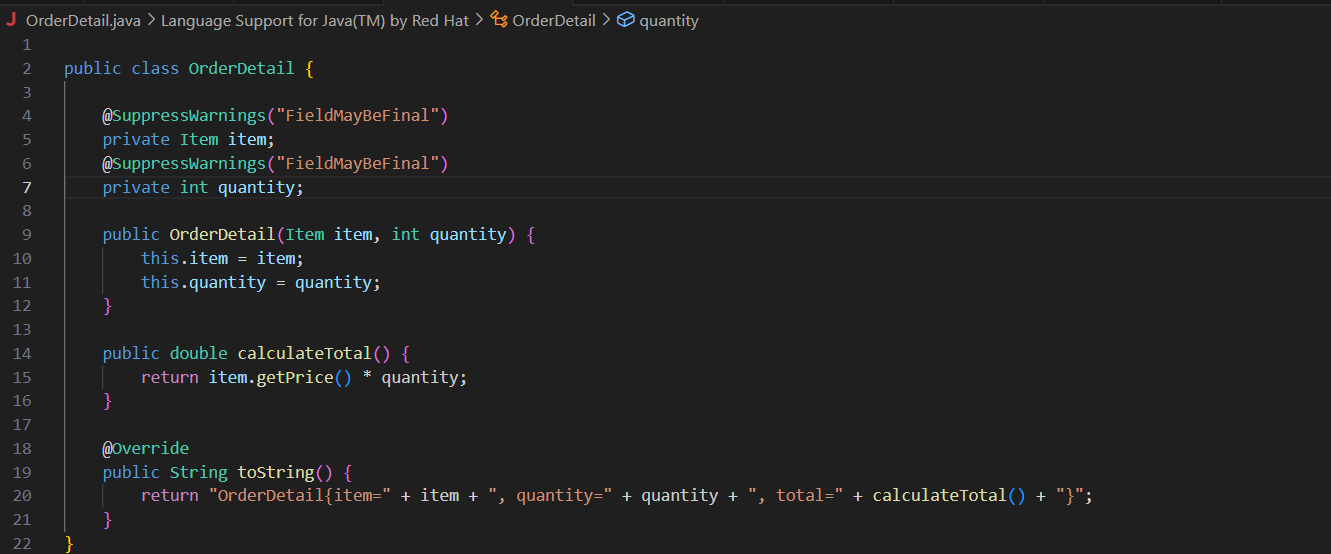 J OrderDetail.java > Language Support for Java(TM) by Red Hat > OrderDetail > quantity
1
2 public class OrderDetail {
3
4     @SuppressWarnings("FieldMayBeFinal")
5     private Item item;
6     @SuppressWarnings("FieldMayBeFinal")
7     private int quantity;
8
9     public OrderDetail(Item item, int quantity) {
10         this.item = item;
11         this.quantity = quantity;
12     }
13
14     public double calculateTotal() {
15         return item.getPrice() * quantity;
16     }
17
18     @Override
19     public String toString() {
20         return "OrderDetail{item=" + item + ", quantity=" + quantity + ", total=" + calculateTotal() + "}";
21     }
22 }